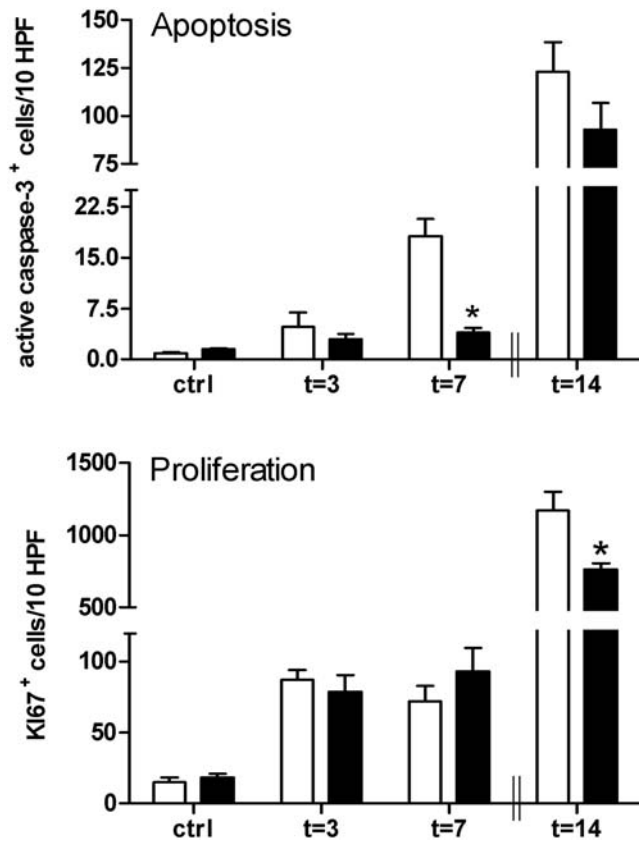 Apoptosis
active caspase-3⁺ cells/10 HPF
125
100
75
22.5
15.0
7.5
0.0
*
ctrl t=3 t=7 t=14
Proliferation
KI67⁺ cells/10 HPF
1500
1000
500
100
50
0
*
ctrl t=3 t=7 t=14